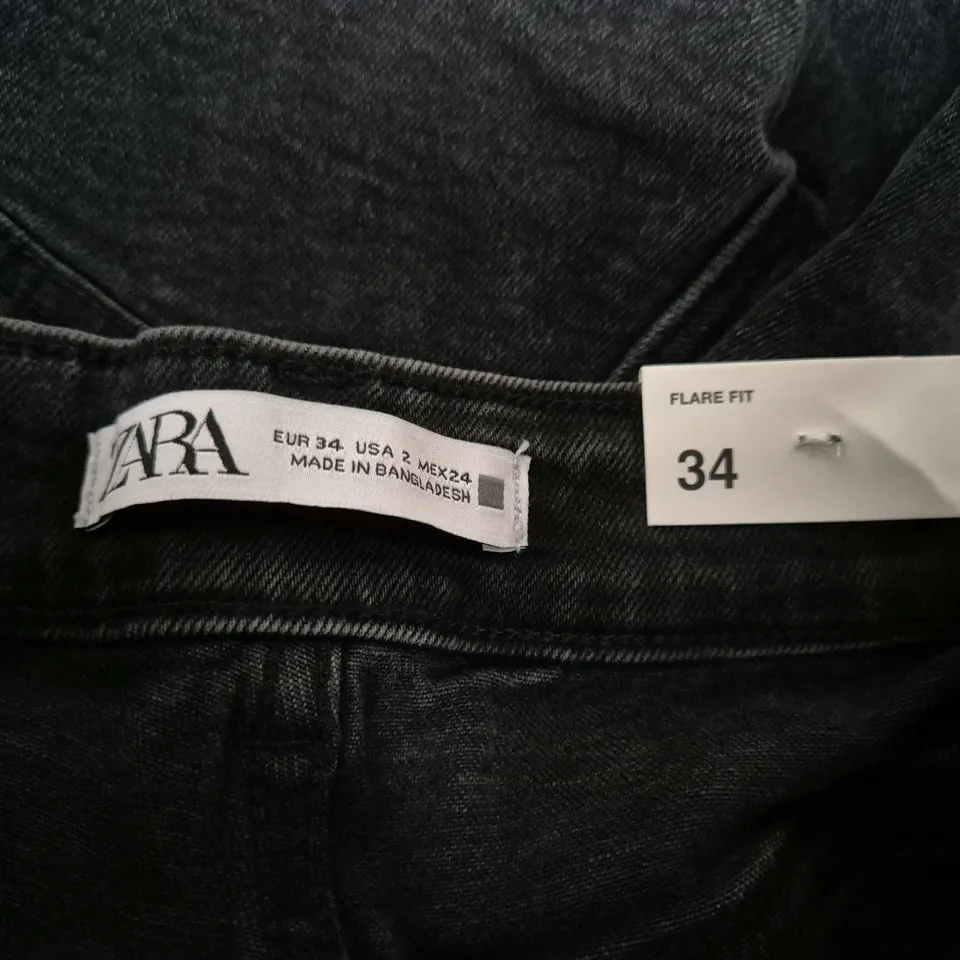 ZARA
EUR 34 USA 2 MEX 24
MADE IN BANGLADESH
FLARE FIT
34